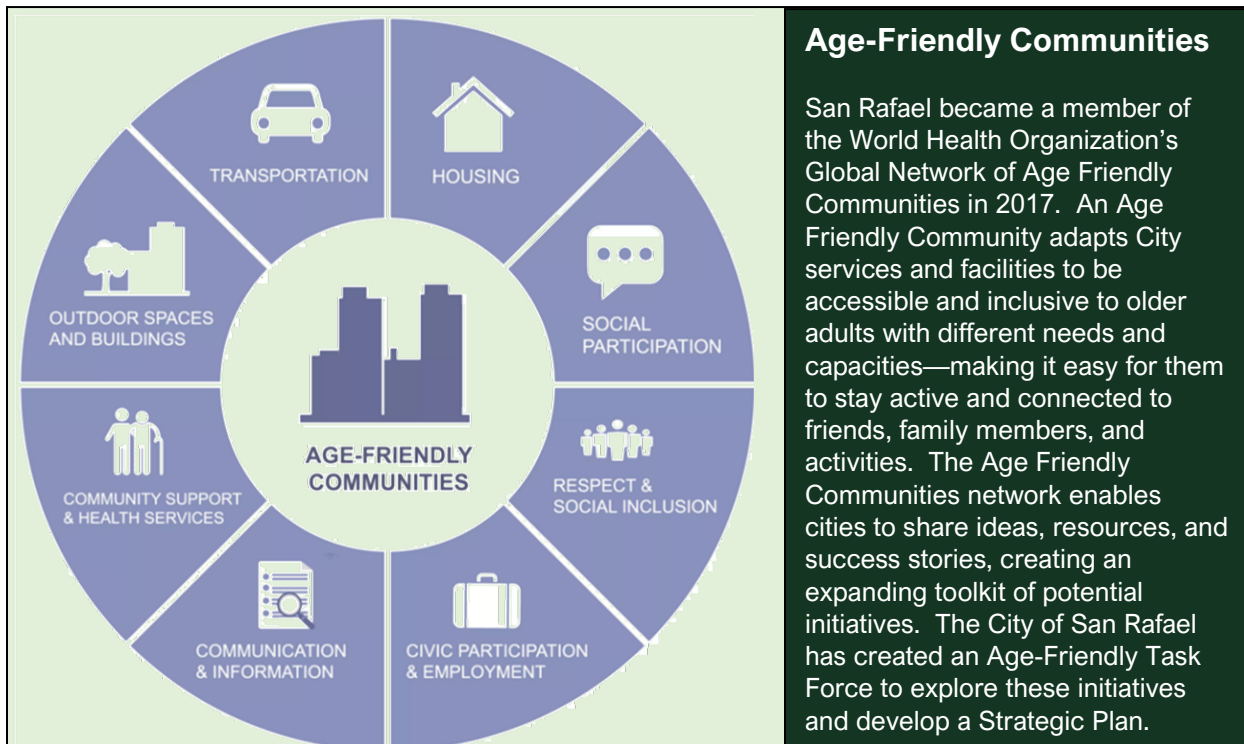 TRANSPORTATION
HOUSING
SOCIAL
PARTICIPATION
RESPECT &
SOCIAL INCLUSION
CIVIC PARTICIPATION
& EMPLOYMENT
COMMUNICATION
& INFORMATION
COMMUNITY SUPPORT
& HEALTH SERVICES
OUTDOOR SPACES
AND BUILDINGS
AGE-FRIENDLY
COMMUNITIES
Age-Friendly Communities
San Rafael became a member of
the World Health Organization’s
Global Network of Age Friendly
Communities in 2017.  An Age
Friendly Community adapts City
services and facilities to be
accessible and inclusive to older
adults with different needs and
capacities—making it easy for them
to stay active and connected to
friends, family members, and
activities.  The Age Friendly
Communities network enables
cities to share ideas, resources, and
success stories, creating an
expanding toolkit of potential
initiatives.  The City of San Rafael
has created an Age-Friendly Task
Force to explore these initiatives
and develop a Strategic Plan.